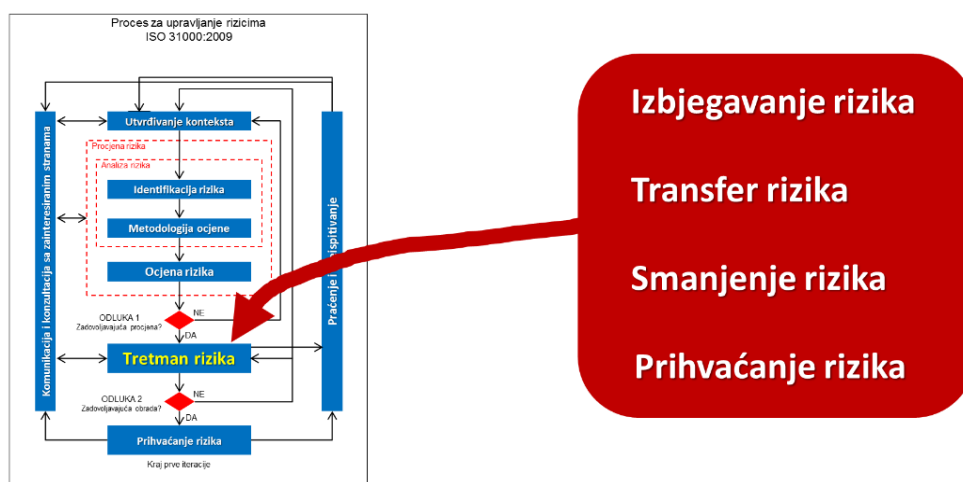 Proces za upravljanje rizicima
ISO 31000:2009
Utvrđivanje konteksta
Procjena rizika
Analiza rizika
Identifikacija rizika
Metodologija ocjene
Ocjena rizika
ODLUKA 1
Zadovoljavajuća procjena?
NE
DA
Tretman rizika
ODLUKA 2
Zadovoljavajuća obrada?
NE
DA
Prihvaćanje rizika
Kraj prve iteracije
Komunikacija i konzultacija sa zainteresiranim stranama
Praćenje i
Izbjegavanje rizika
Transfer rizika
Smanjenje rizika
Prihvaćanje rizika